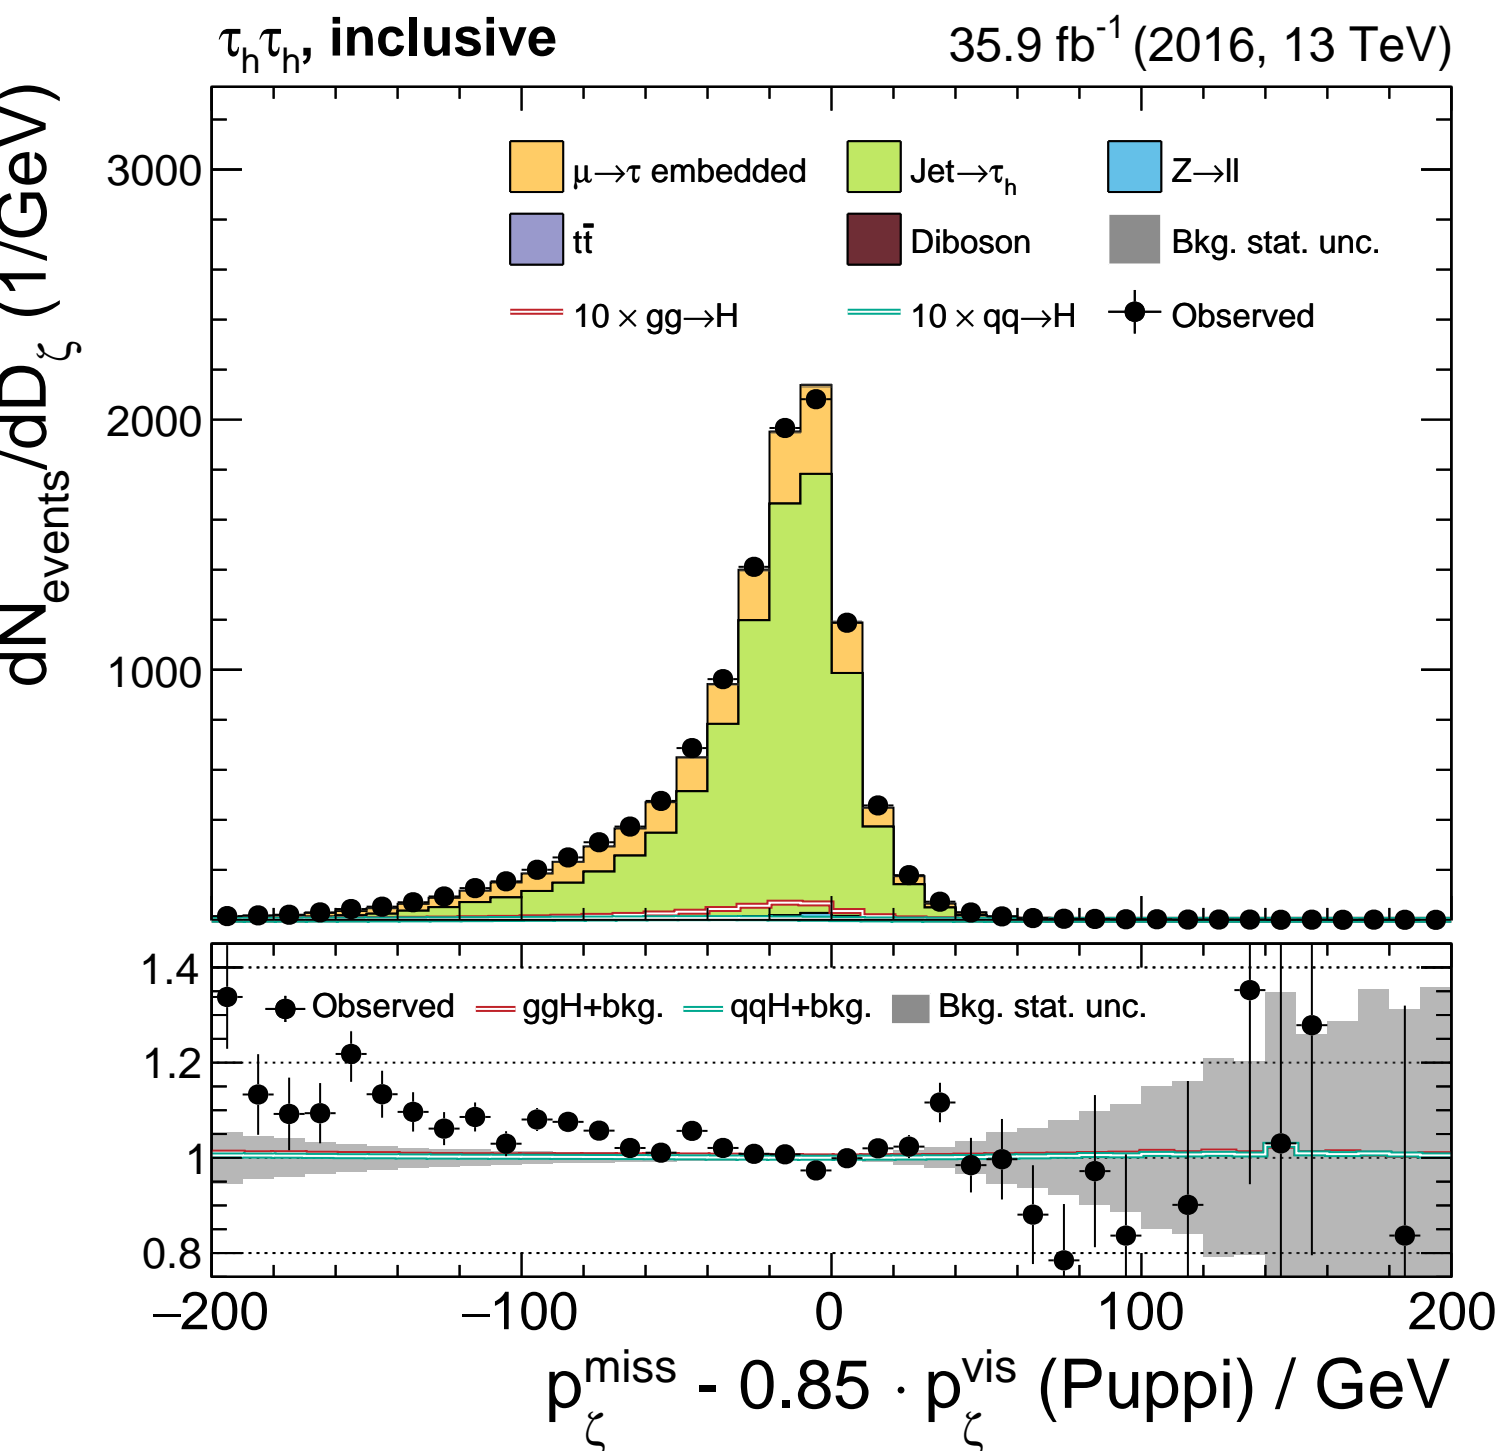 τhτh, inclusive 35.9 fb-1 (2016, 13 TeV)
dNevents/dDζ (1/GeV)
3000
2000
1000
μ→τ embedded Jet→τh Z→ll
tt̄ Diboson Bkg. stat. unc.
10 × gg→H 10 × qq→H Observed
1.4
1.2
1
0.8
Observed ggH+bkg. qqH+bkg. Bkg. stat. unc.
−200 −100 0 100 200
pζmiss - 0.85 · pζvis (Puppi) / GeV